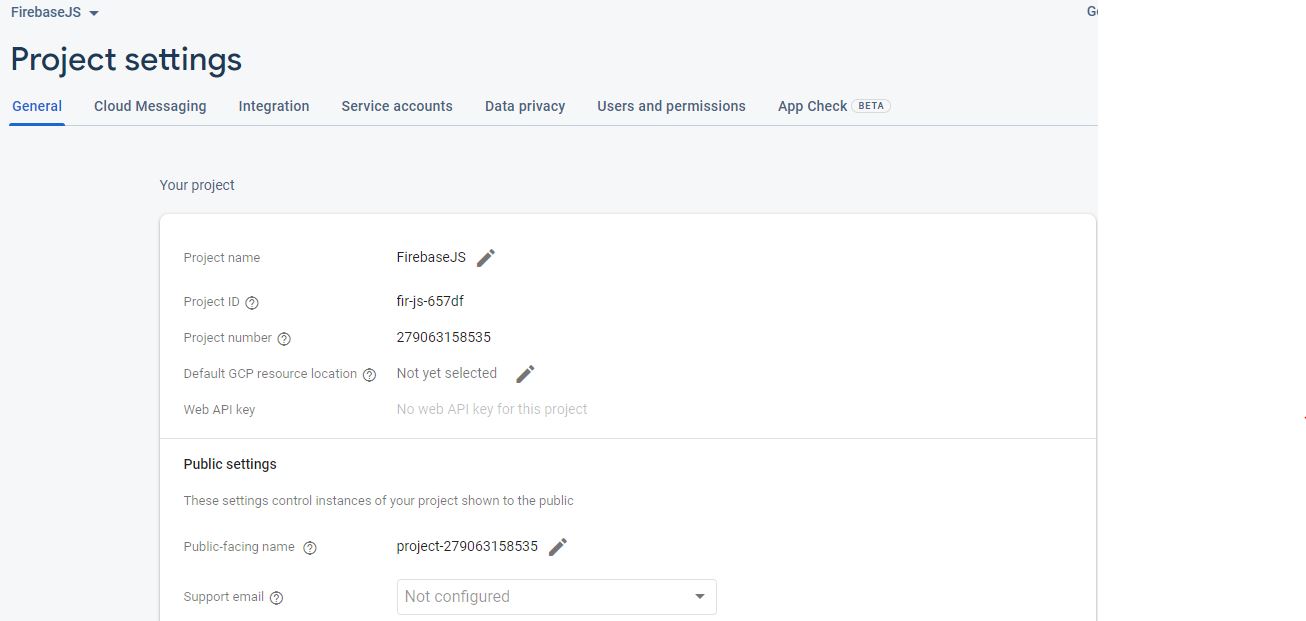 FirebaseJS
Project settings
General Cloud Messaging Integration Service accounts Data privacy Users and permissions App Check BETA
Your project
Project name FirebaseJS
Project ID fir-js-657df
Project number 279063158535
Default GCP resource location Not yet selected
Web API key No web API key for this project
Public settings
These settings control instances of your project shown to the public
Public-facing name project-279063158535
Support email Not configured